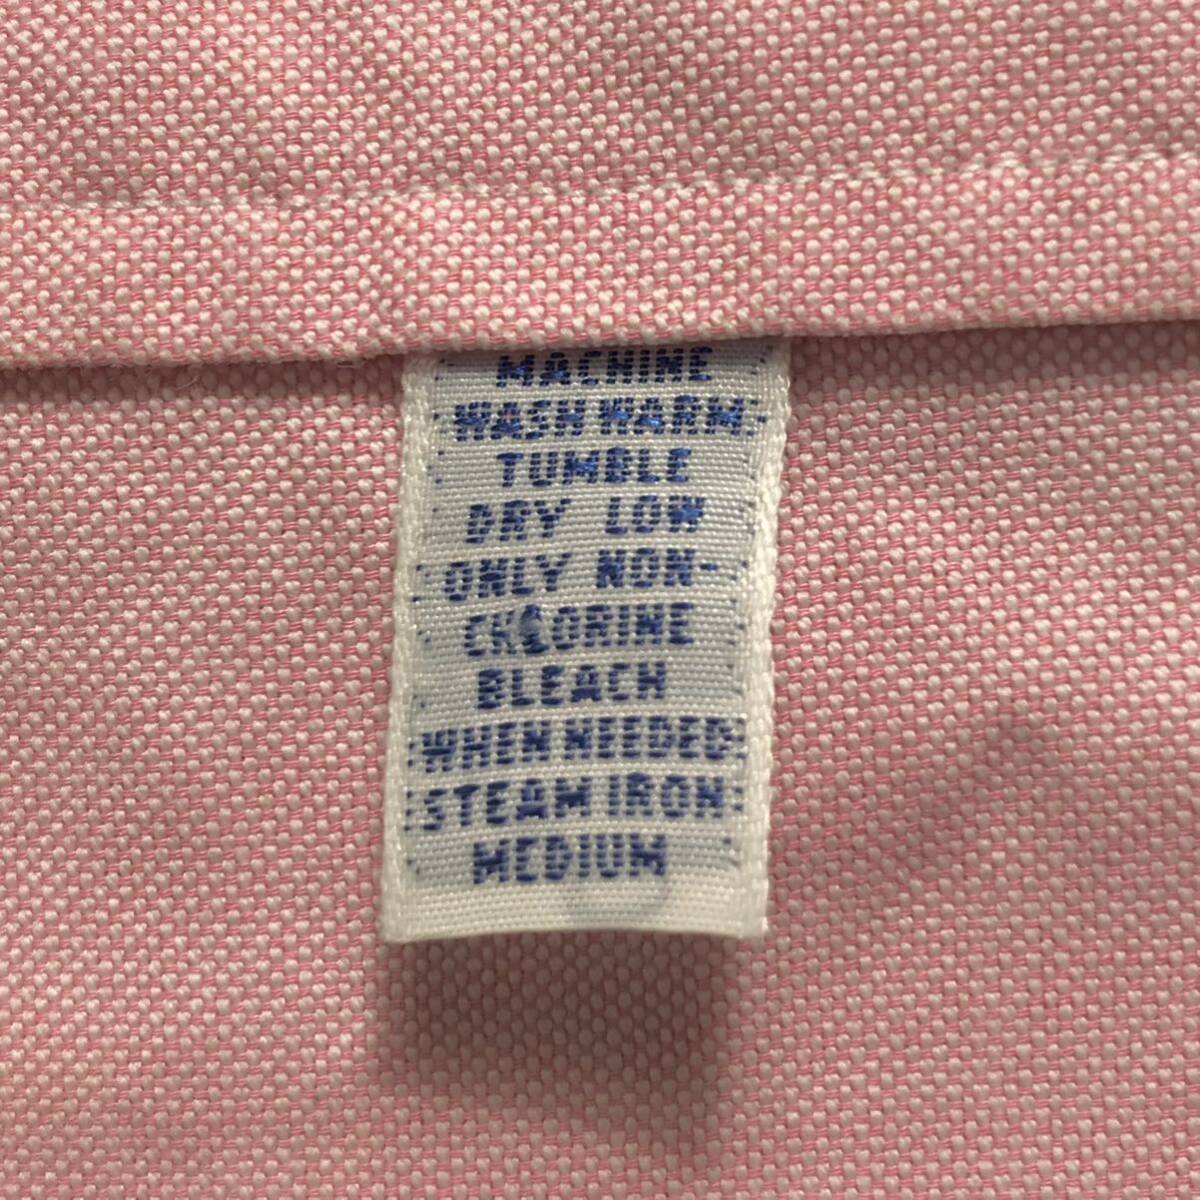 MACHINE
WASH WARM
TUMBLE
DRY LOW
ONLY NON-
CHLORINE
BLEACH
WHEN NEEDED
STEAM IRON
MEDIUM